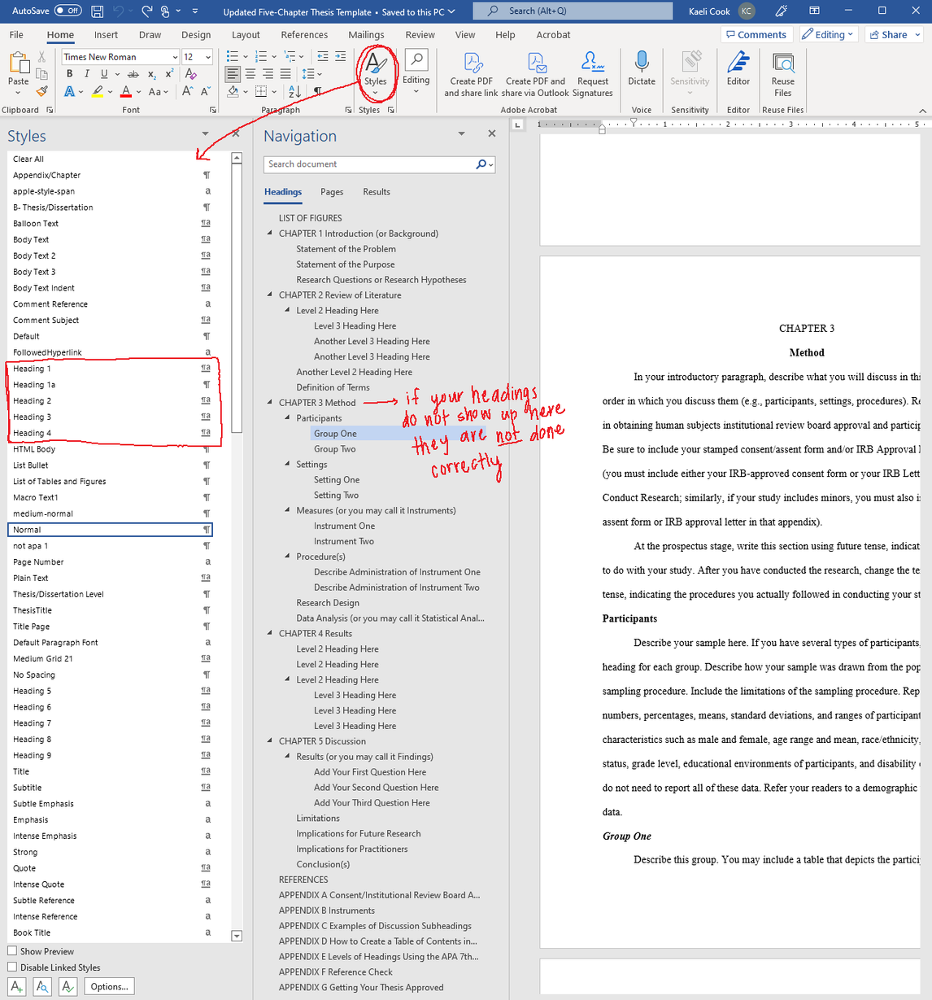 AutoSave Off Updated Five-Chapter Thesis Template • Saved to this PC Search (Alt+Q) Kaeli Cook KC
File Home Insert Draw Design Layout References Mailings Review View Help Acrobat Comments Editing Share
Times New Roman 12
Paste
Styles
Editing
Create PDF and share link
Create PDF and share via Outlook
Request Signatures
Dictate
Sensitivity
Editor
Reuse Files
Clipboard Font Paragraph Styles Adobe Acrobat Voice Sensitivity Editor Reuse Files
Styles
Clear All
Appendix/Chapter
apple-style-span
B- Thesis/Dissertation
Balloon Text
Body Text
Body Text 2
Body Text 3
Body Text Indent
Comment Reference
Comment Subject
Default
FollowedHyperlink
Heading 1
Heading 1a
Heading 2
Heading 3
Heading 4
HTML Body
List Bullet
List of Tables and Figures
Macro Text1
medium-normal
Normal
not apa 1
Page Number
Plain Text
Thesis/Dissertation Level
ThesisTitle
Title Page
Default Paragraph Font
Medium Grid 21
No Spacing
Heading 5
Heading 6
Heading 7
Heading 8
Heading 9
Title
Subtitle
Subtle Emphasis
Emphasis
Intense Emphasis
Strong
Quote
Intense Quote
Subtle Reference
Intense Reference
Book Title
Show Preview
Disable Linked Styles
Options...
Navigation
Search document
Headings Pages Results
LIST OF FIGURES
CHAPTER 1 Introduction (or Background)
Statement of the Problem
Statement of the Purpose
Research Questions or Research Hypotheses
CHAPTER 2 Review of Literature
Level 2 Heading Here
Level 3 Heading Here
Another Level 3 Heading Here
Another Level 3 Heading Here
Another Level 2 Heading Here
Definition of Terms
CHAPTER 3 Method
Participants
Group One
Group Two
Settings
Setting One
Setting Two
Measures (or you may call it Instruments)
Instrument One
Instrument Two
Procedure(s)
Describe Administration of Instrument One
Describe Administration of Instrument Two
Research Design
Data Analysis (or you may call it Statistical Anal...
CHAPTER 4 Results
Level 2 Heading Here
Level 2 Heading Here
Level 2 Heading Here
Level 3 Heading Here
Level 3 Heading Here
Level 3 Heading Here
CHAPTER 5 Discussion
Results (or you may call it Findings)
Add Your First Question Here
Add Your Second Question Here
Add Your Third Question Here
Limitations
Implications for Future Research
Implications for Practitioners
Conclusion(s)
REFERENCES
APPENDIX A Consent/Institutional Review Board A...
APPENDIX B Instruments
APPENDIX C Examples of Discussion Subheadings
APPENDIX D How to Create a Table of Contents in...
APPENDIX E Levels of Headings Using the APA 7th...
APPENDIX F Reference Check
APPENDIX G Getting Your Thesis Approved
if your headings
do not show up here
they are not done
correctly
1 1 2 3 4 5
CHAPTER 3
Method
In your introductory paragraph, describe what you will discuss in thi
order in which you discuss them (e.g., participants, settings, procedures). Re
in obtaining human subjects institutional review board approval and particip
Be sure to include your stamped consent/assent form and/or IRB Approval
(you must include either your IRB-approved consent form or your IRB Lett
Conduct Research; similarly, if your study includes minors, you must also i
assent form or IRB approval letter in that appendix).
At the prospectus stage, write this section using future tense, indicat
to do with your study. After you have conducted the research, change the te
tense, indicating the procedures you actually followed in conducting your st
Participants
Describe your sample here. If you have several types of participants,
heading for each group. Describe how your sample was drawn from the pop
sampling procedure. Include the limitations of the sampling procedure. Rep
numbers, percentages, means, standard deviations, and ranges of participant
characteristics such as male and female, age range and mean, race/ethnicity,
status, grade level, educational environments of participants, and disability
do not need to report all of these data. Refer your readers to a demographic
data.
Group One
Describe this group. You may include a table that depicts the partici